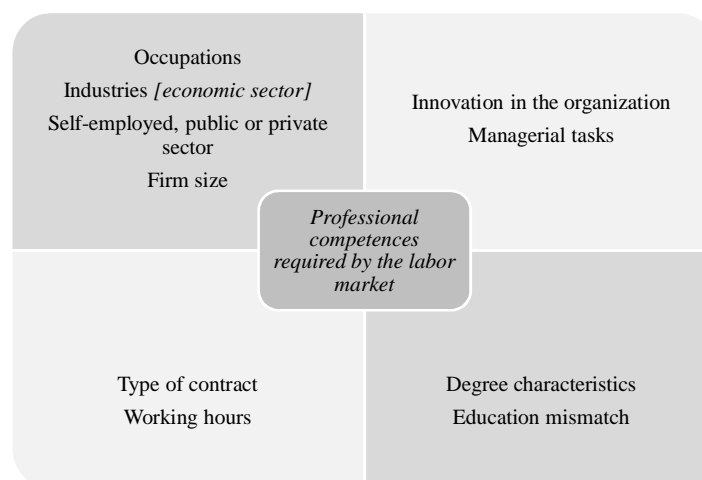 Occupations
Industries [economic sector]
Self-employed, public or private
sector
Firm size
Innovation in the organization
Managerial tasks
Professional
competences
required by the labor
market
Type of contract
Working hours
Degree characteristics
Education mismatch